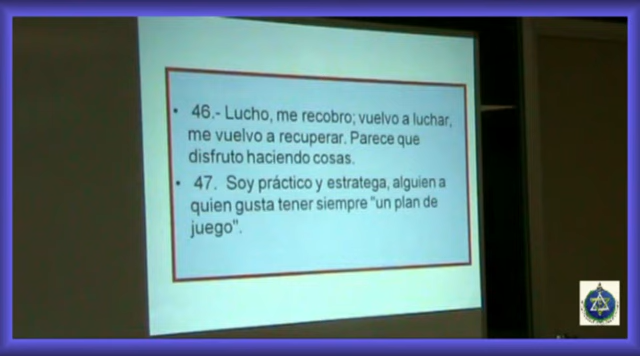 46.- Lucho, me recobro; vuelvo a luchar,
me vuelvo a recuperar. Parece que
disfruto haciendo cosas.
47. Soy práctico y estratega, alguien a
quien gusta tener siempre "un plan de
juego".